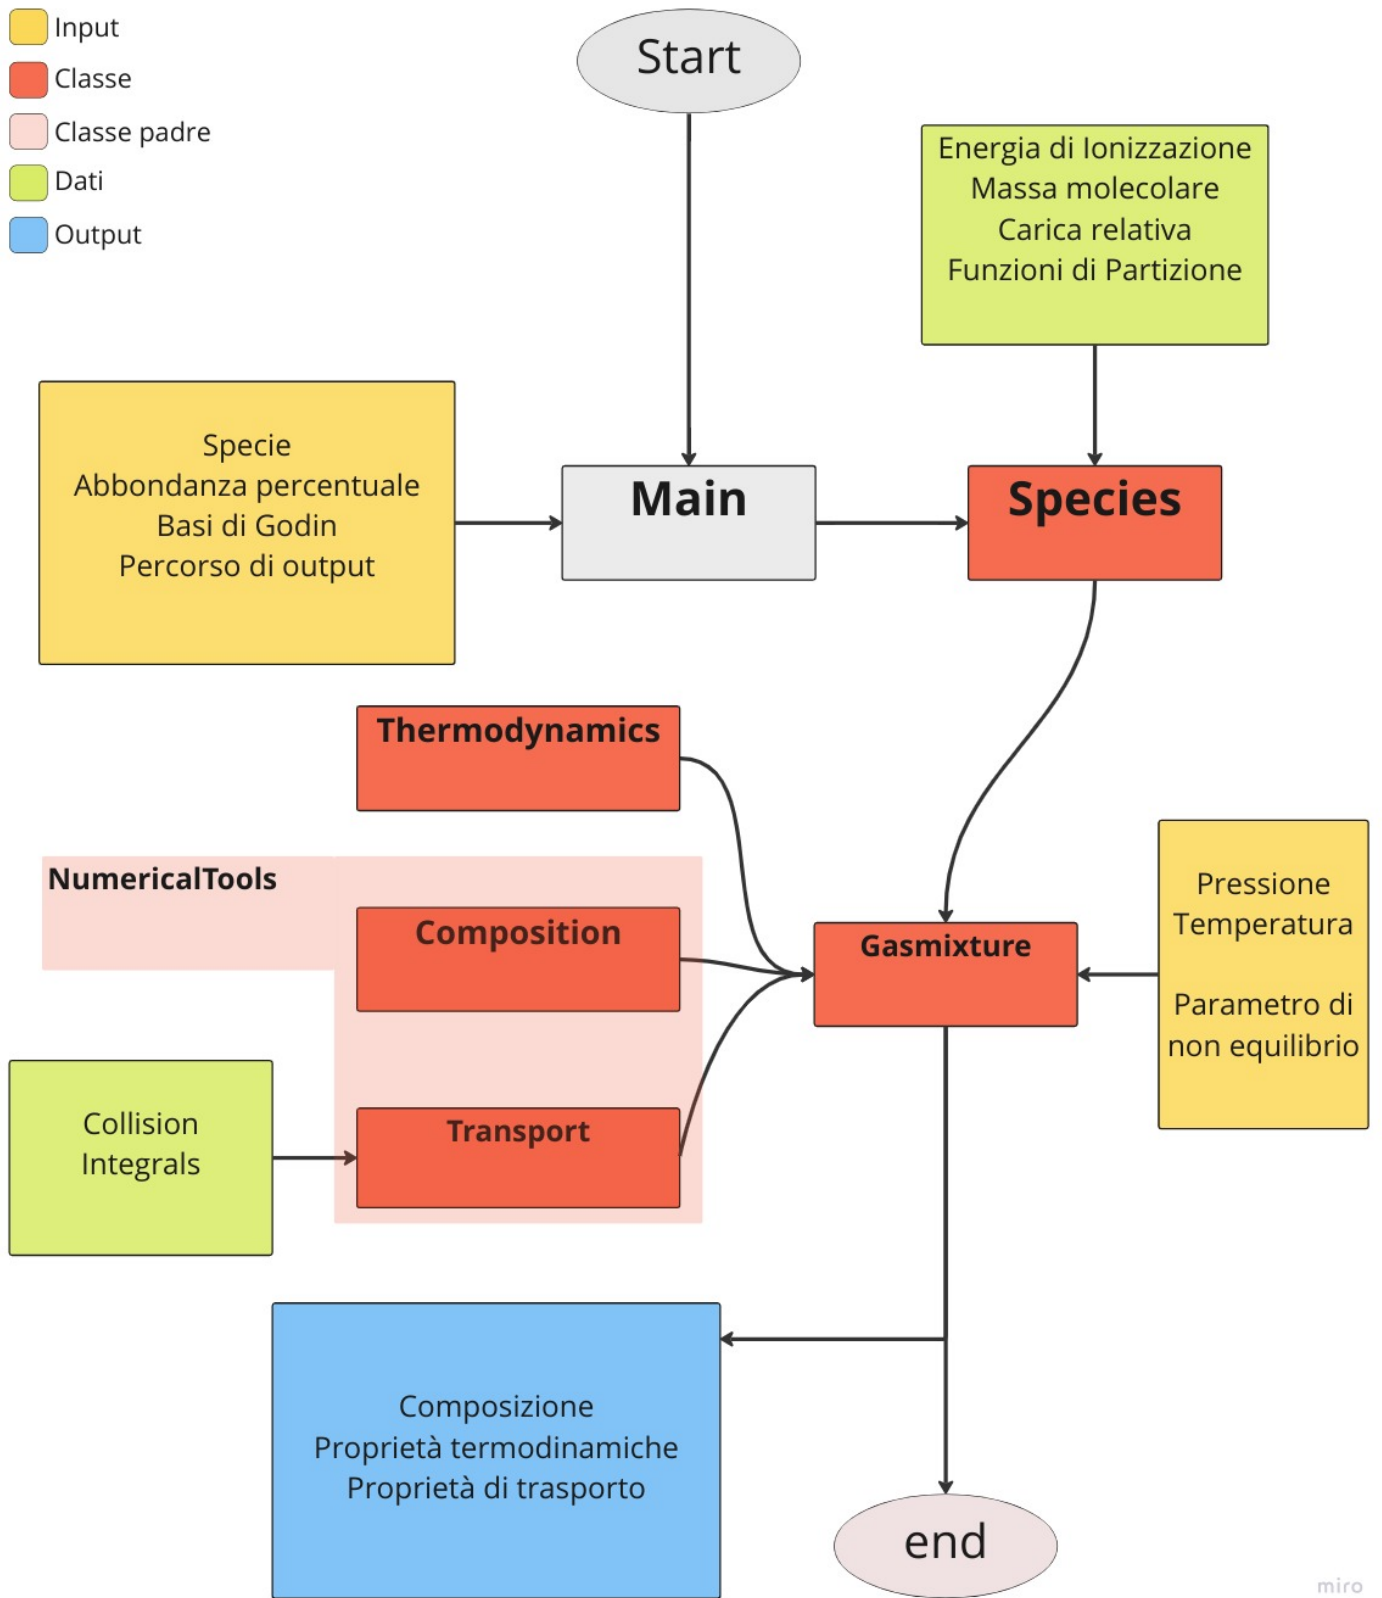 Input
Classe
Classe padre
Dati
Output
Start
Energia di Ionizzazione
Massa molecolare
Carica relativa
Funzioni di Partizione
Specie
Abbondanza percentuale
Basi di Godin
Percorso di output
Main
Species
Thermodynamics
NumericalTools
Composition
Gasmixture
Pressione
Temperatura
Parametro di
non equilibrio
Collision
Integrals
Transport
Composizione
Proprietà termodinamiche
Proprietà di trasporto
end
miro